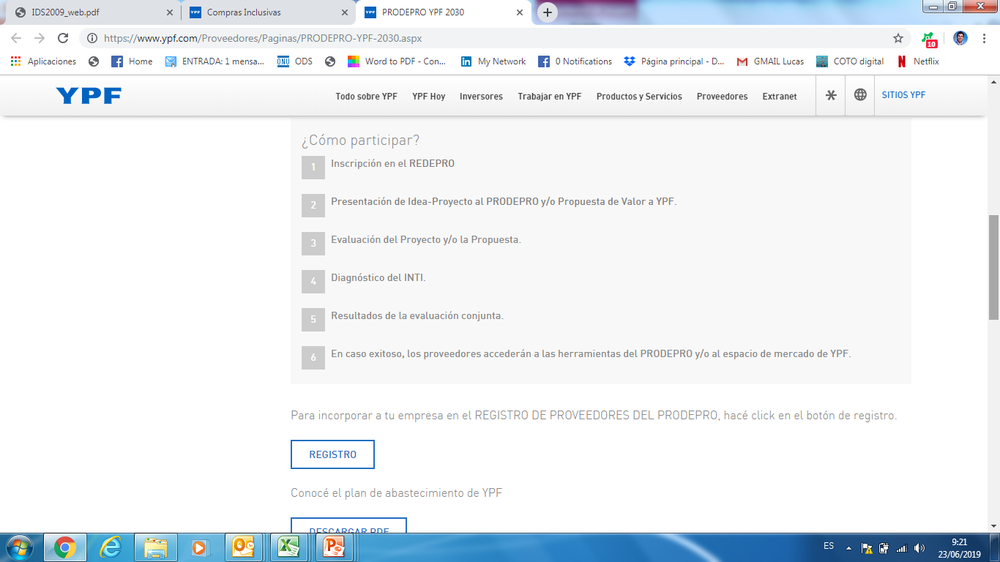 IDS2009_web.pdf
Compras Inclusivas
PRODEPRO YPF 2030
https://www.ypf.com/Proveedores/Paginas/PRODEPRO-YPF-2030.aspx
10
Aplicaciones
Home
ENTRADA: 1 mensa...
ONU ODS
Word to PDF - Con...
My Network
0 Notifications
Página principal - D...
GMAIL Lucas
COTO digital
Netflix
YPF
Todo sobre YPF
YPF Hoy
Inversores
Trabajar en YPF
Productos y Servicios
Proveedores
Extranet
SITIOS YPF
¿Cómo participar?
1 Inscripción en el REDEPRO
2 Presentación de Idea-Proyecto al PRODEPRO y/o Propuesta de Valor a YPF.
3 Evaluación del Proyecto y/o la Propuesta.
4 Diagnóstico del INTI.
5 Resultados de la evaluación conjunta.
6 En caso exitoso, los proveedores accederán a las herramientas del PRODEPRO y/o al espacio de mercado de YPF.
Para incorporar a tu empresa en el REGISTRO DE PROVEEDORES DEL PRODEPRO, hacé click en el botón de registro.
REGISTRO
Conocé el plan de abastecimiento de YPF
DESCARGAR PDF
ES
9:21
23/06/2019